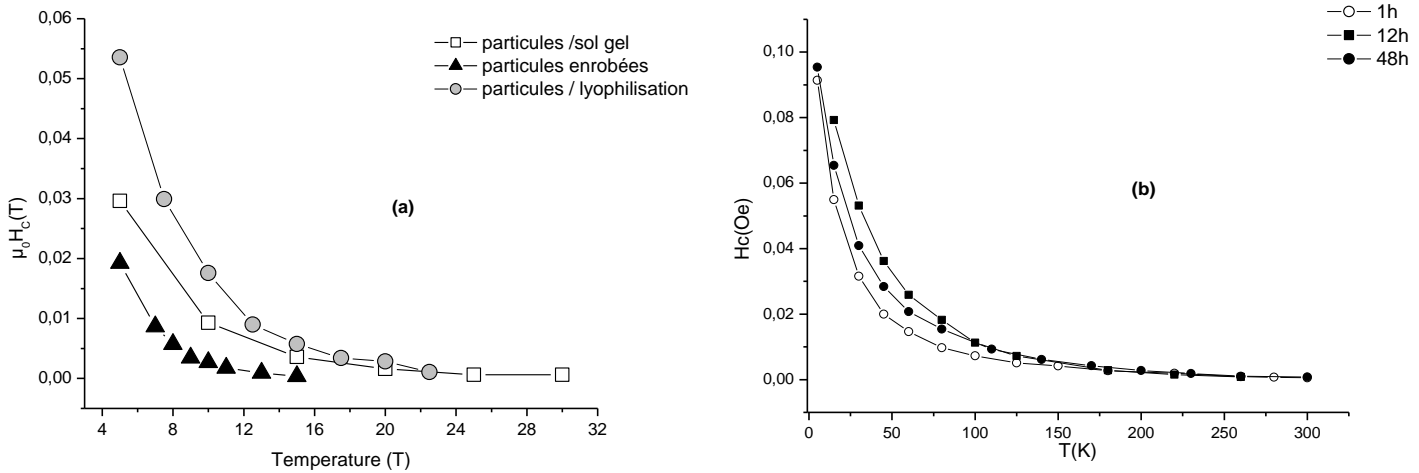 0,06
0,05
0,04
0,03
0,02
0,01
0,00
µ0HC(T)
4 8 12 16 20 24 28 32
Temperature (T)
particules /sol gel
particules enrobées
particules / lyophilisation
(a)
1h
12h
48h
0,10
0,08
0,06
0,04
0,02
0,00
Hc(Oe)
0 50 100 150 200 250 300
T(K)
(b)